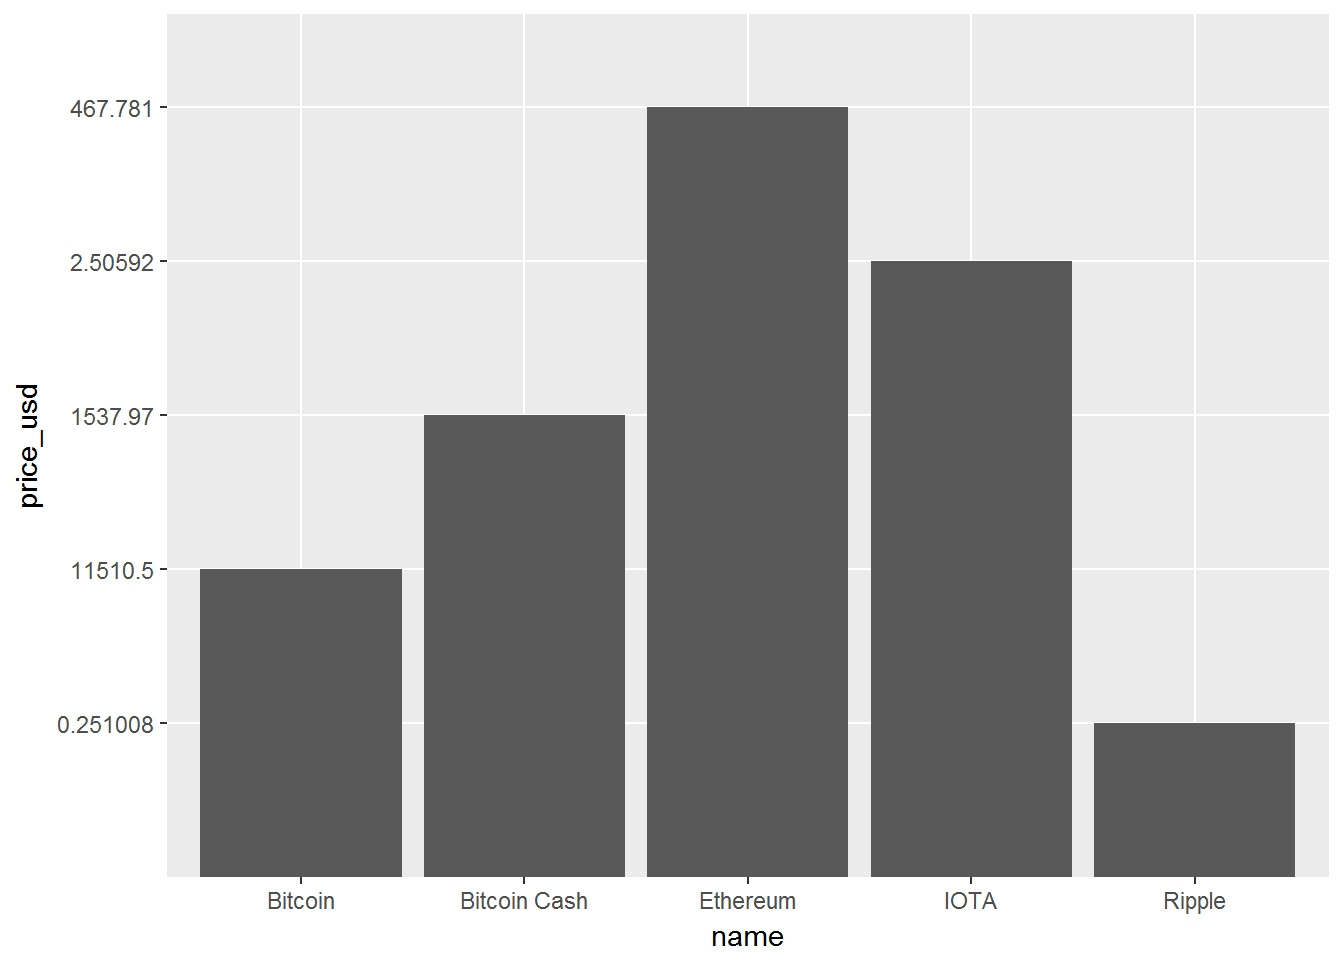 price_usd
467.781
2.50592
1537.97
11510.5
0.251008
Bitcoin Bitcoin Cash Ethereum IOTA Ripple
name